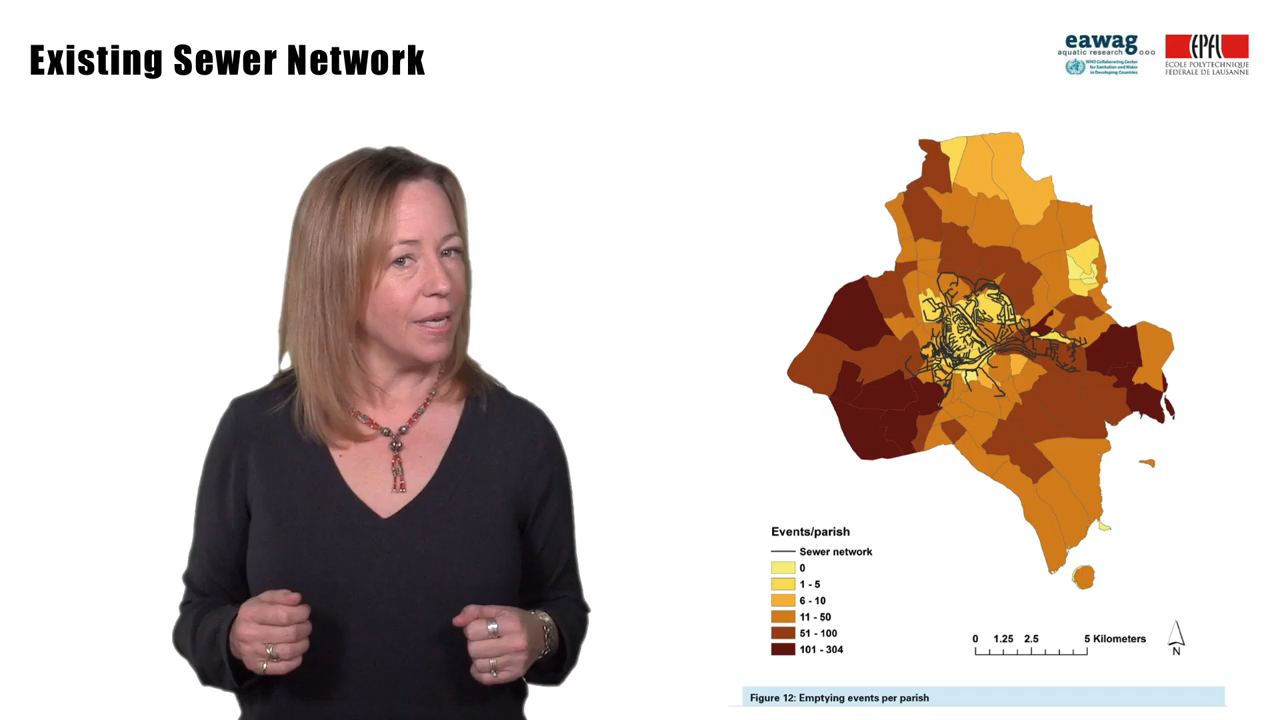 Existing Sewer Network
eawag
aquatic research
WHO Collaborating Center
for Sanitation and Water
in Developing Countries
EPFL
ÉCOLE POLYTECHNIQUE
FÉDÉRALE DE LAUSANNE
Events/parish
Sewer network
0
1 - 5
6 - 10
11 - 50
51 - 100
101 - 304
0 1.25 2.5 5 Kilometers
N
Figure 12: Emptying events per parish